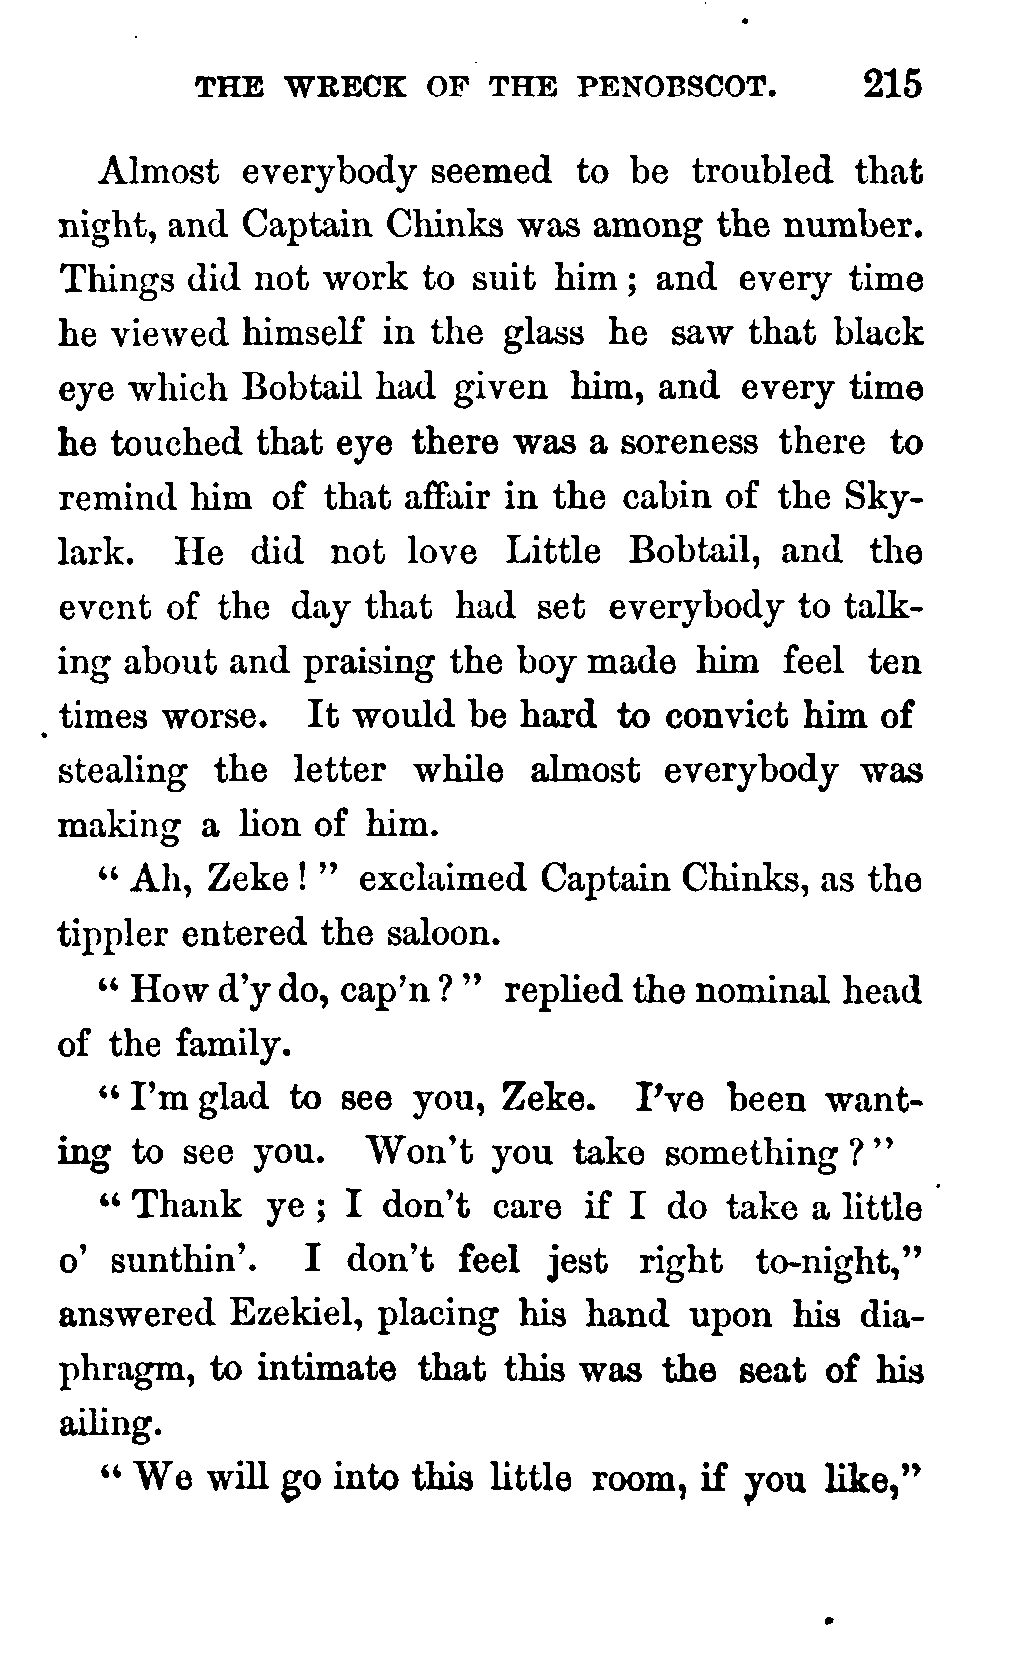 THE WRECK OF THE PENOBSCOT. 215
Almost everybody seemed to be troubled that
night, and Captain Chinks was among the number.
Things did not work to suit him; and every time
he viewed himself in the glass he saw that black
eye which Bobtail had given him, and every time
he touched that eye there was a soreness there to
remind him of that affair in the cabin of the Sky-
lark. He did not love Little Bobtail, and the
event of the day that had set everybody to talk-
ing about and praising the boy made him feel ten
times worse. It would be hard to convict him of
stealing the letter while almost everybody was
making a lion of him.
"Ah, Zeke!" exclaimed Captain Chinks, as the
tippler entered the saloon.
"How d'y do, cap'n?" replied the nominal head
of the family.
"I'm glad to see you, Zeke. I've been want-
ing to see you. Won't you take something?"
"Thank ye; I don't care if I do take a little
o' sunthin'. I don't feel jest right to-night,"
answered Ezekiel, placing his hand upon his dia-
phragm, to intimate that this was the seat of his
ailing.
"We will go into this little room, if you like,"